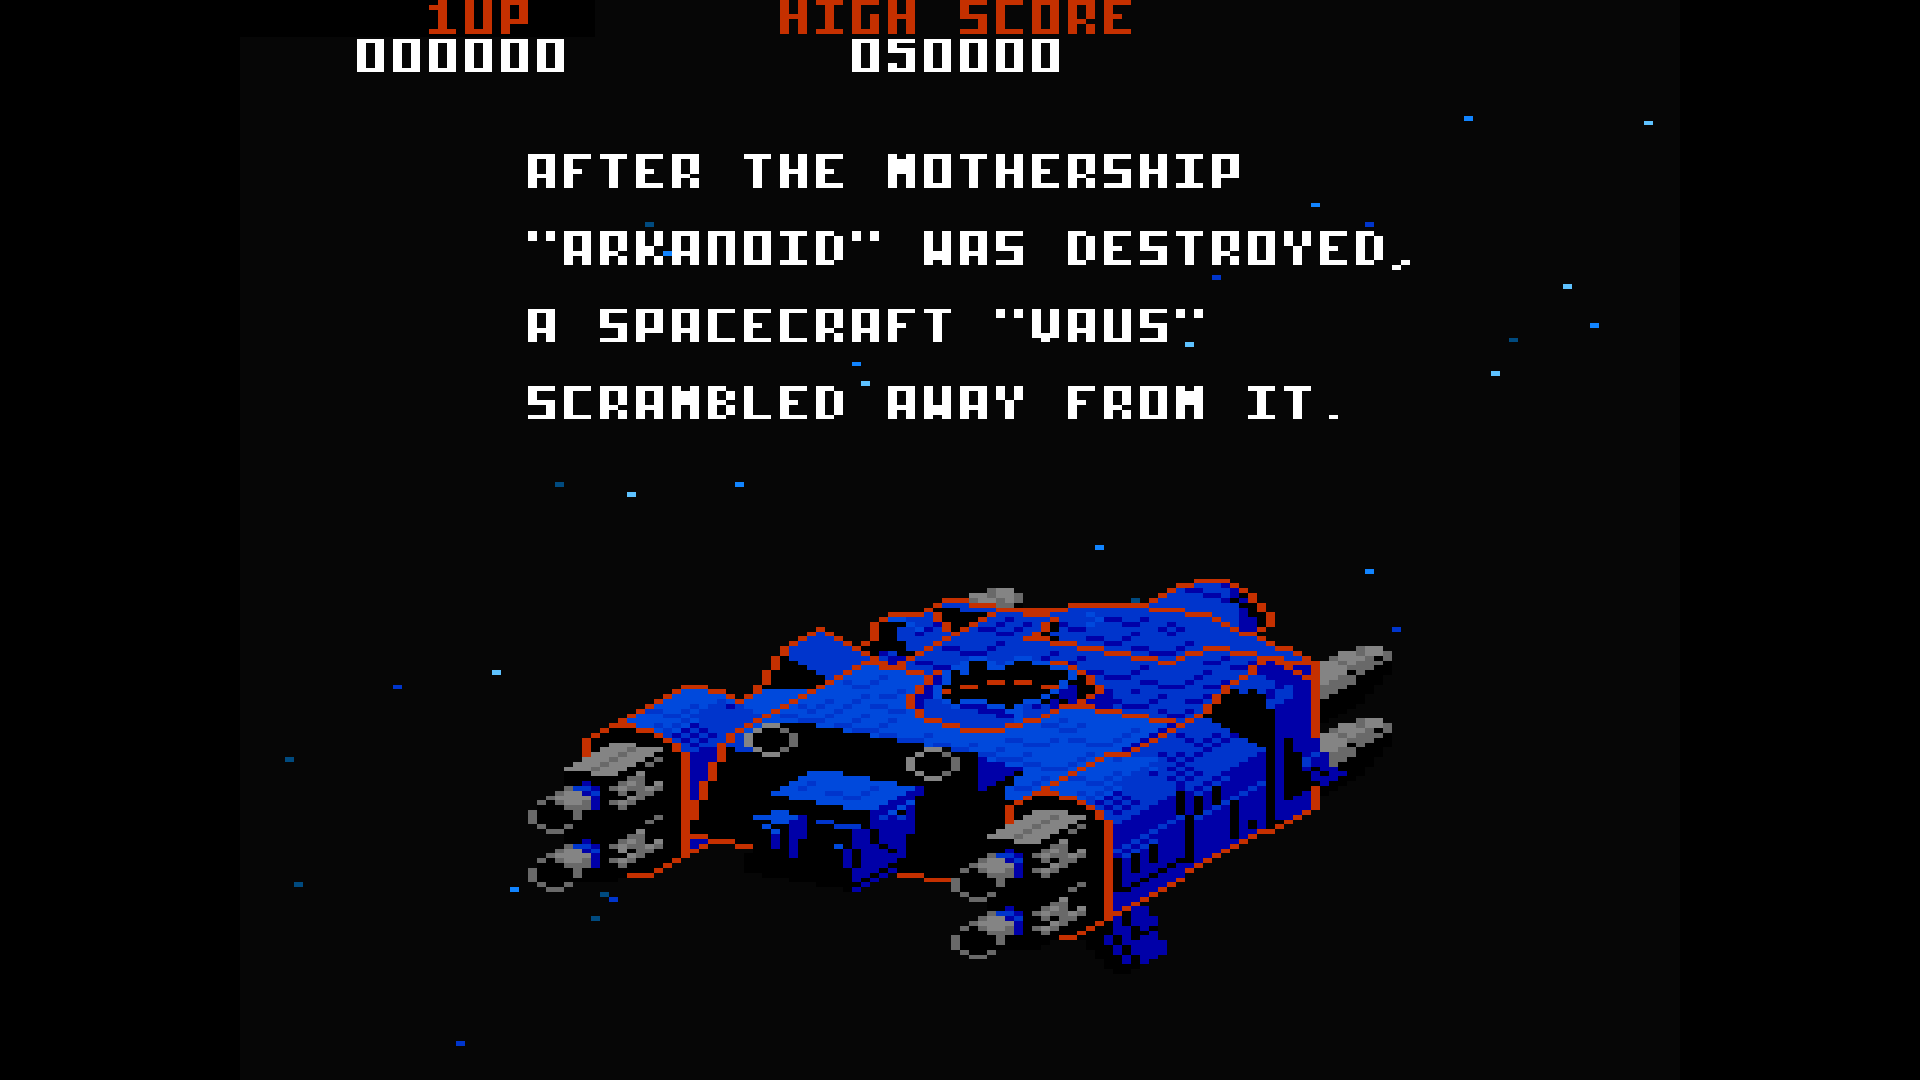 1UP HIGH SCORE
000000 050000
AFTER THE MOTHERSHIP
"ARKANOID" WAS DESTROYED,
A SPACECRAFT "VAUS"
SCRAMBLED AWAY FROM IT.